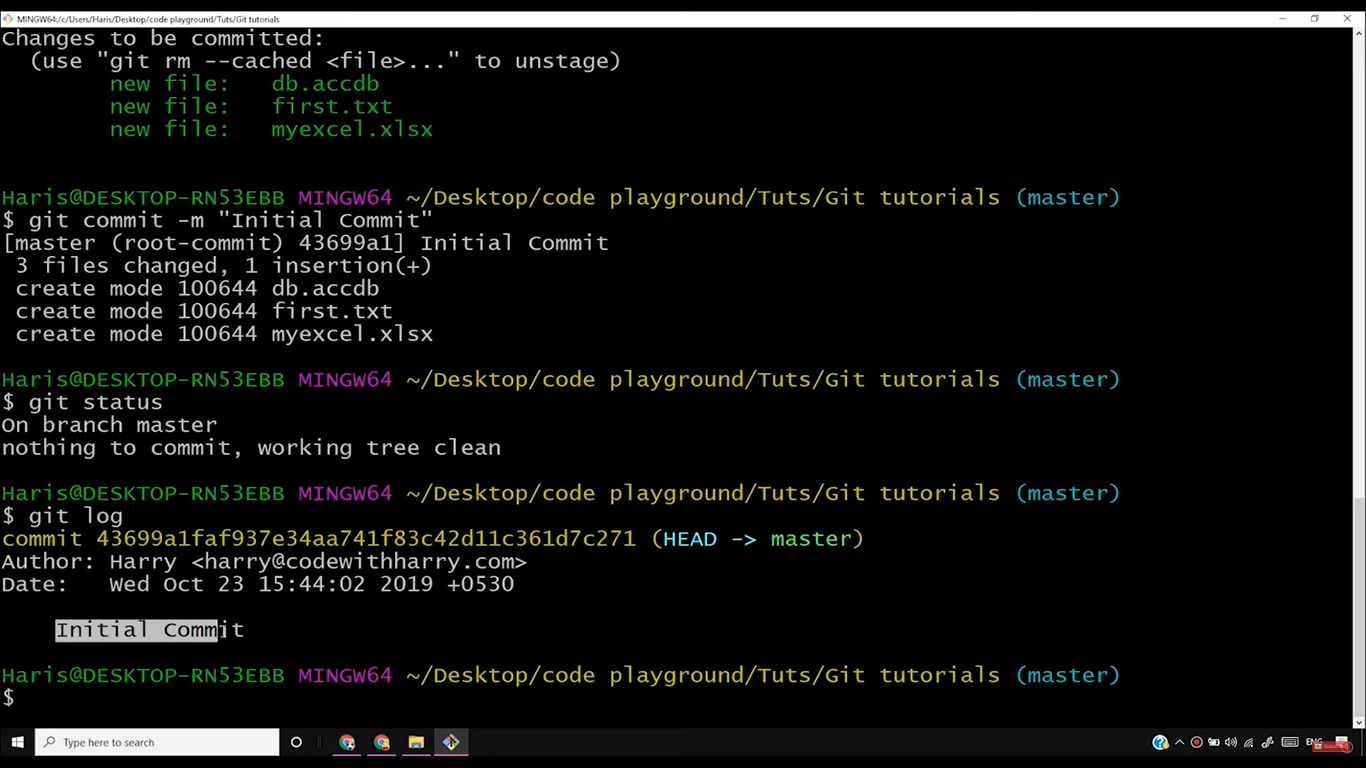 MINGW64:/c/Users/Haris/Desktop/code playground/Tuts/Git tutorials
Changes to be committed:
(use "git rm --cached <file>..." to unstage)
new file: db.accdb
new file: first.txt
new file: myexcel.xlsx
Haris@DESKTOP-RN53EBB MINGW64 ~/Desktop/code playground/Tuts/Git tutorials (master)
$ git commit -m "Initial Commit"
[master (root-commit) 43699a1] Initial Commit
3 files changed, 1 insertion(+)
create mode 100644 db.accdb
create mode 100644 first.txt
create mode 100644 myexcel.xlsx
Haris@DESKTOP-RN53EBB MINGW64 ~/Desktop/code playground/Tuts/Git tutorials (master)
$ git status
On branch master
nothing to commit, working tree clean
Haris@DESKTOP-RN53EBB MINGW64 ~/Desktop/code playground/Tuts/Git tutorials (master)
$ git log
commit 43699a1faf937e34aa741f83c42d11c361d7c271 (HEAD -> master)
Author: Harry <harry@codewithharry.com>
Date: Wed Oct 23 15:44:02 2019 +0530
Initial Commit
Haris@DESKTOP-RN53EBB MINGW64 ~/Desktop/code playground/Tuts/Git tutorials (master)
$
Type here to search
ENG